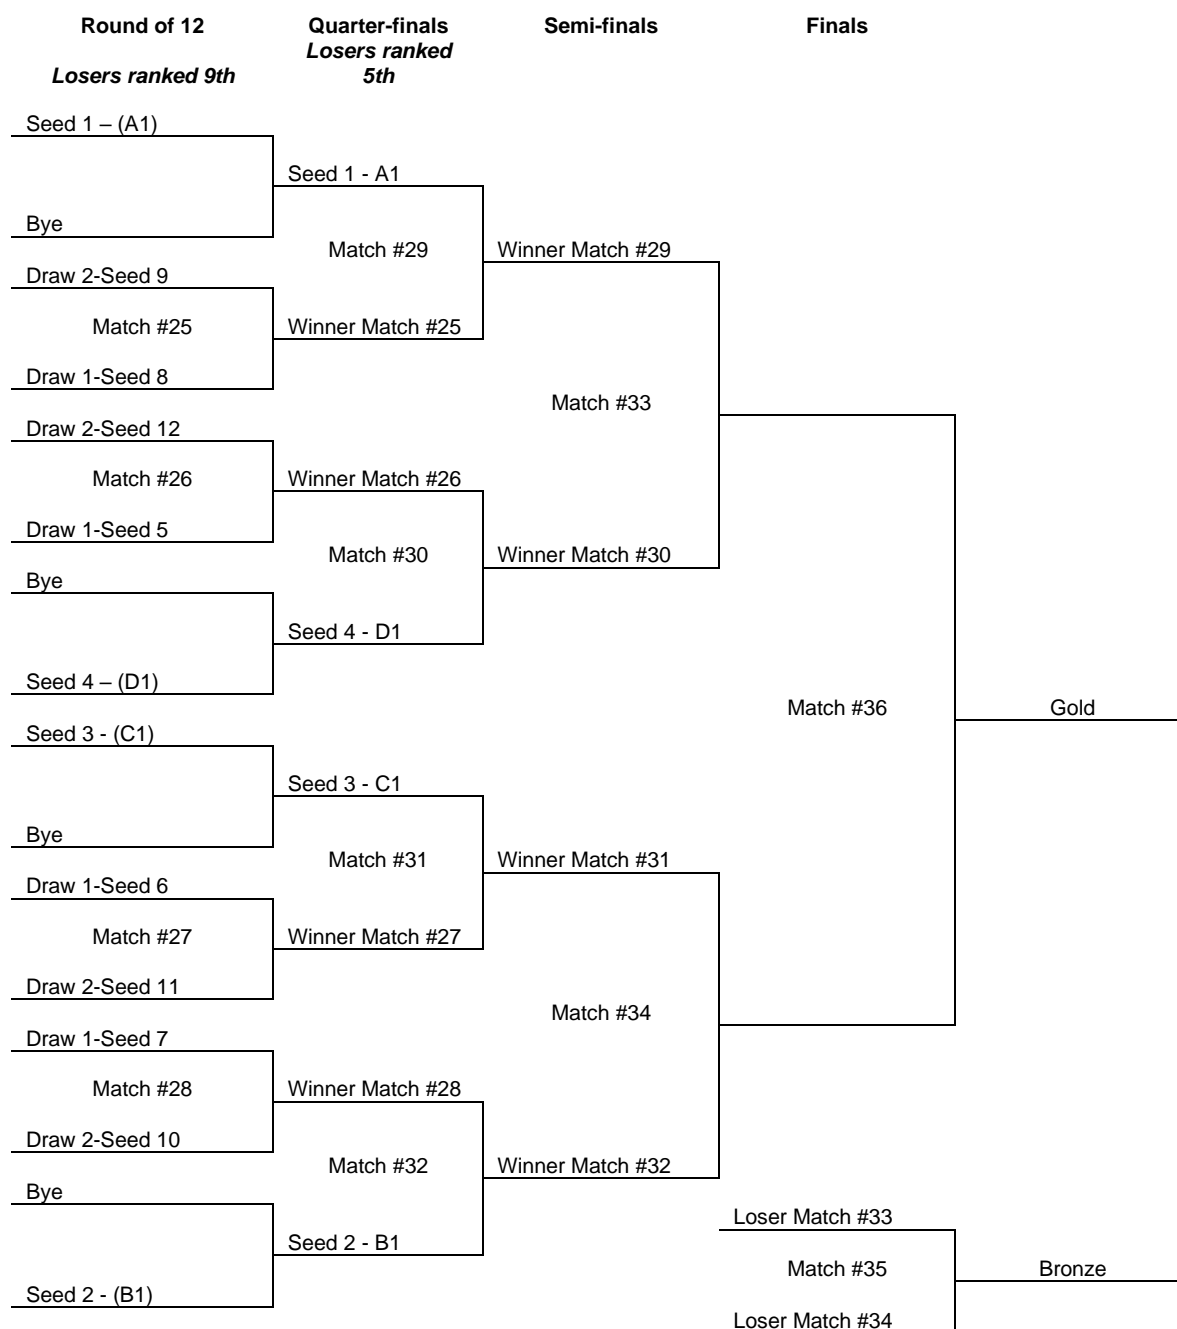 Round of 12
Quarter-finals
Semi-finals
Finals
Losers ranked
Losers ranked 9th
5th
Seed 1 – (A1)
Seed 1 - A1
Bye
Match #29
Winner Match #29
Draw 2-Seed 9
Match #25
Winner Match #25
Draw 1-Seed 8
Match #33
Draw 2-Seed 12
Match #26
Winner Match #26
Draw 1-Seed 5
Match #30
Winner Match #30
Bye
Seed 4 - D1
Seed 4 – (D1)
Match #36
Gold
Seed 3 - (C1)
Seed 3 - C1
Bye
Match #31
Winner Match #31
Draw 1-Seed 6
Match #27
Winner Match #27
Draw 2-Seed 11
Match #34
Draw 1-Seed 7
Match #28
Winner Match #28
Draw 2-Seed 10
Match #32
Winner Match #32
Bye
Loser Match #33
Seed 2 - B1
Match #35
Bronze
Seed 2 - (B1)
Loser Match #34